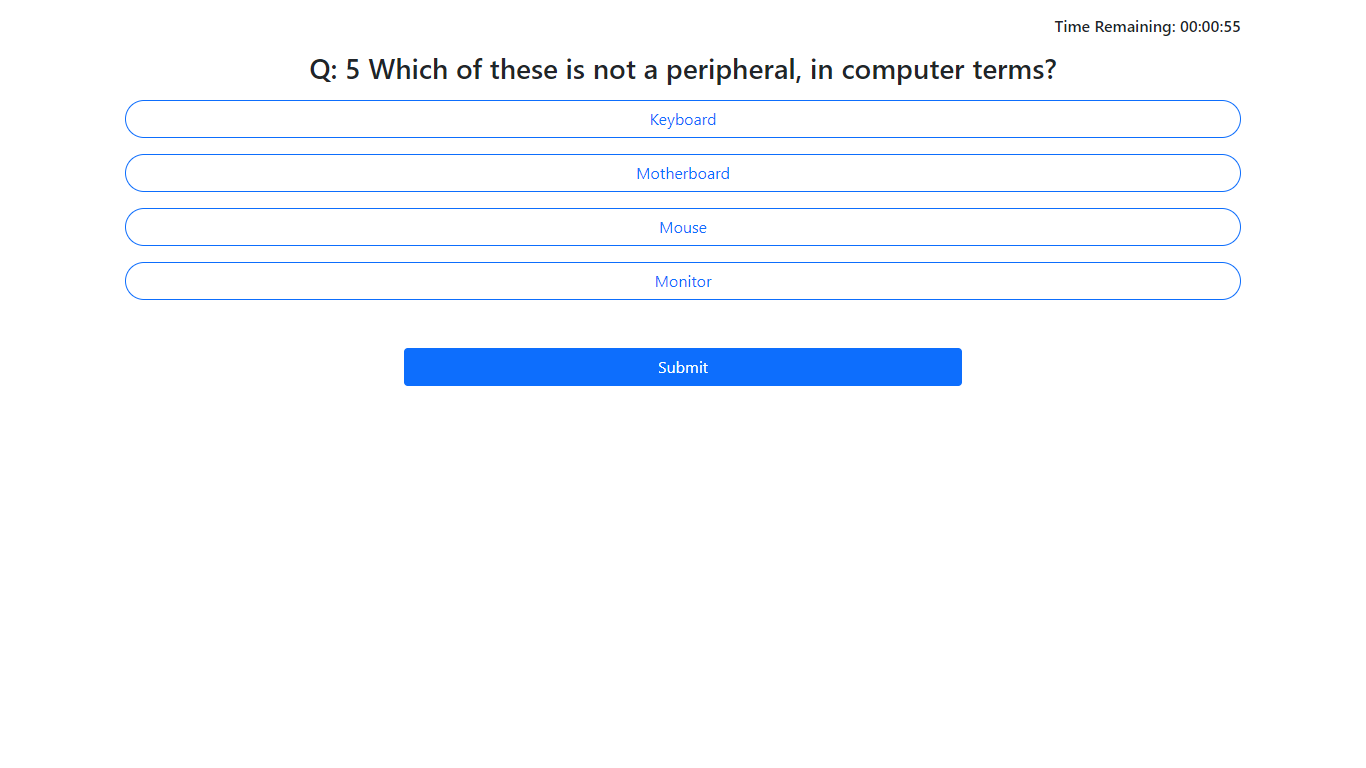 Time Remaining: 00:00:55
Q: 5 Which of these is not a peripheral, in computer terms?
Keyboard
Motherboard
Mouse
Monitor
Submit